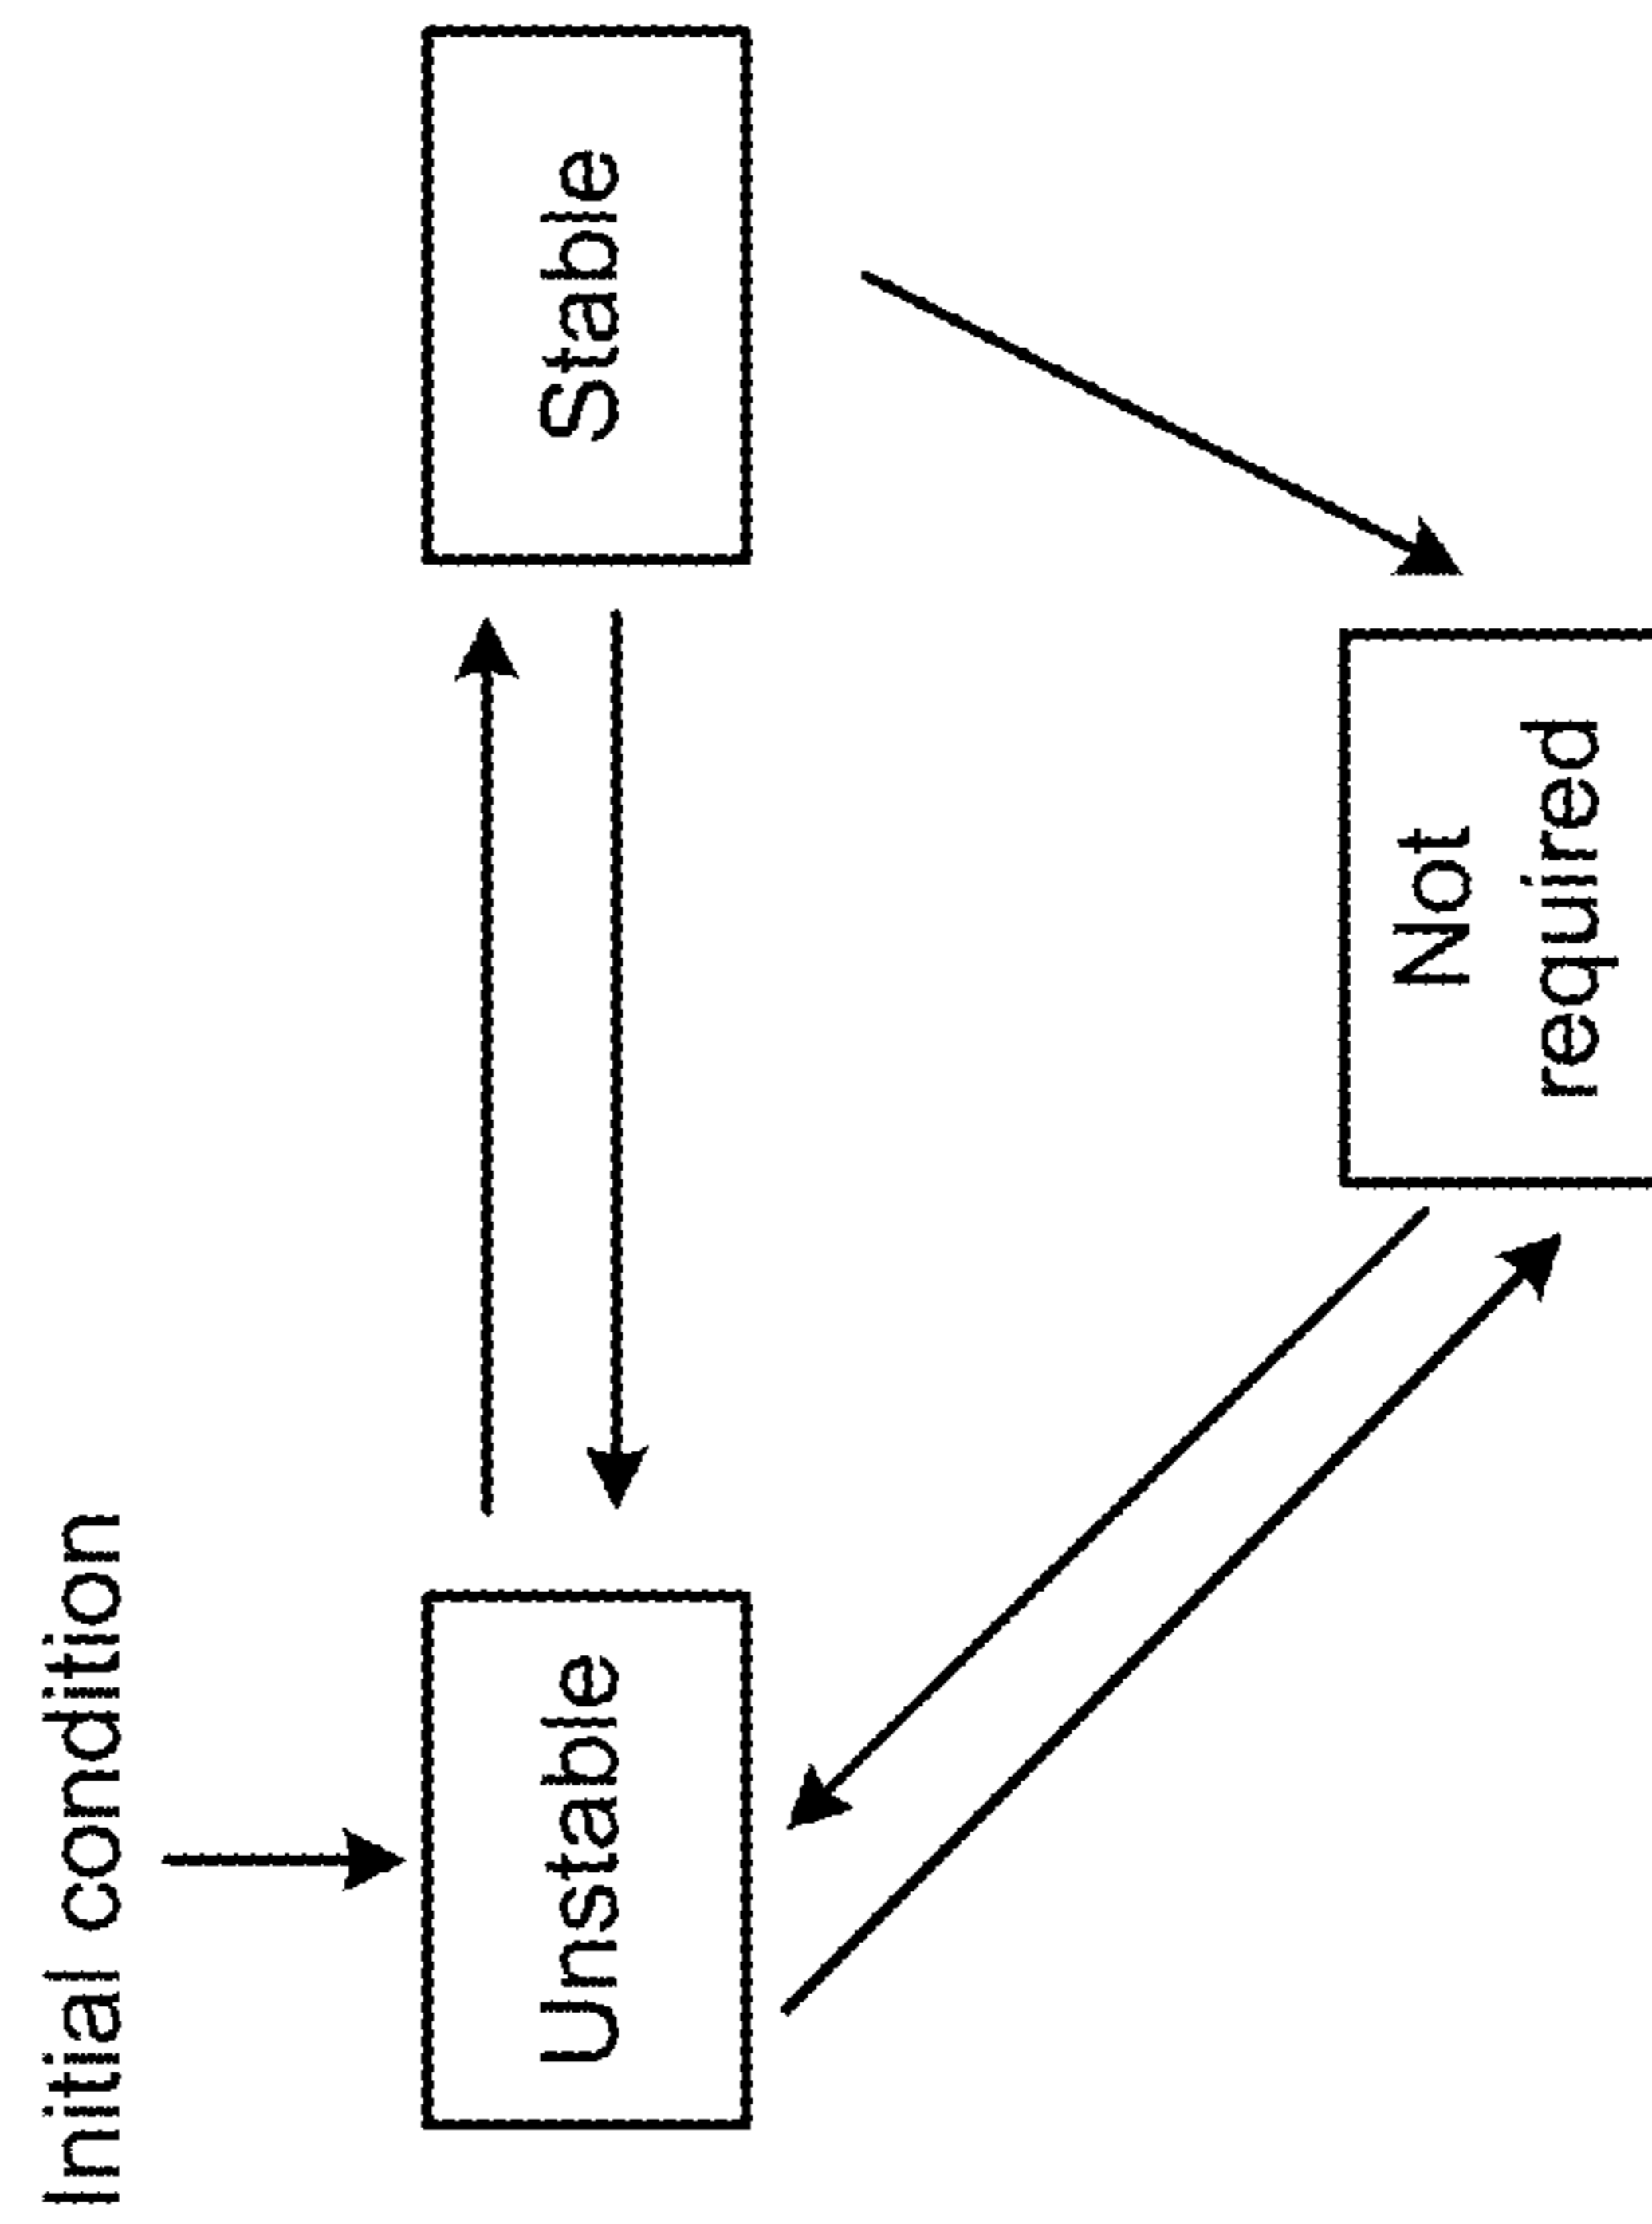 Initial condition
Unstable
Stable
Not
required